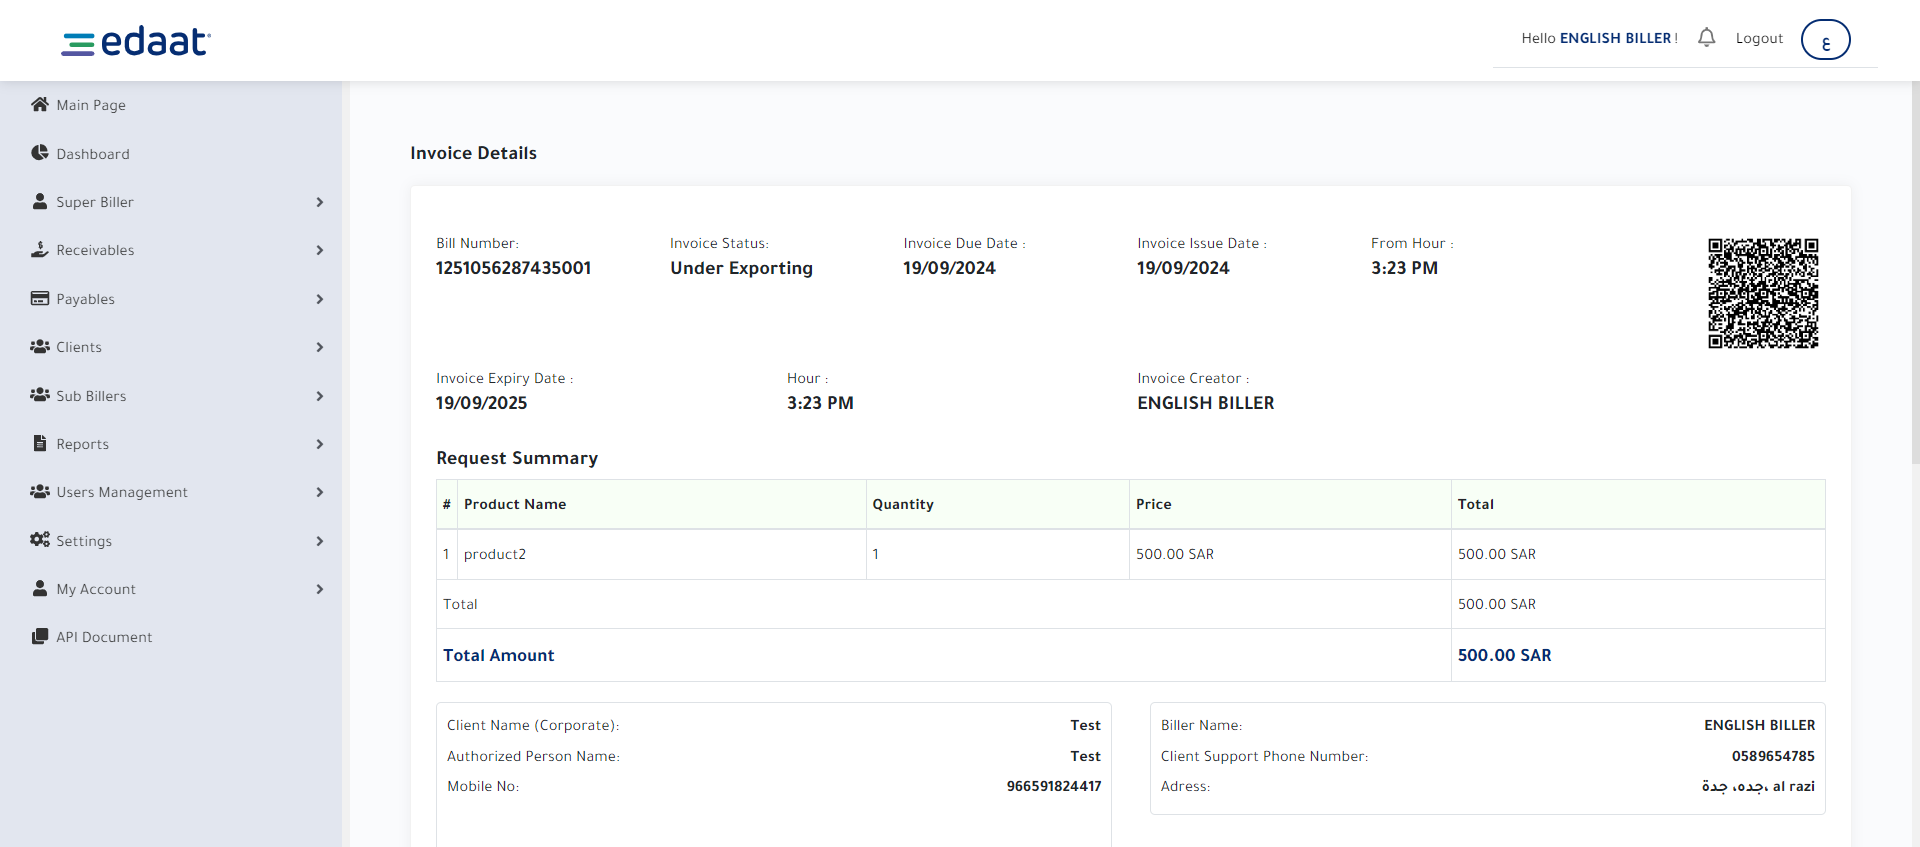 edaat
Hello ENGLISH BILLER !
Logout
ع
Main Page
Dashboard
Super Biller
Receivables
Payables
Clients
Sub Billers
Reports
Users Management
Settings
My Account
API Document
Invoice Details
Bill Number:
1251056287435001
Invoice Status:
Under Exporting
Invoice Due Date :
19/09/2024
Invoice Issue Date :
19/09/2024
From Hour :
3:23 PM
Invoice Expiry Date :
19/09/2025
Hour :
3:23 PM
Invoice Creator :
ENGLISH BILLER
Request Summary
# Product Name Quantity Price Total
1 product2 1 500.00 SAR 500.00 SAR
Total 500.00 SAR
Total Amount 500.00 SAR
Client Name (Corporate): Test
Authorized Person Name: Test
Mobile No: 966591824417
Biller Name: ENGLISH BILLER
Client Support Phone Number: 0589654785
Adress: جده، جدة، al razi